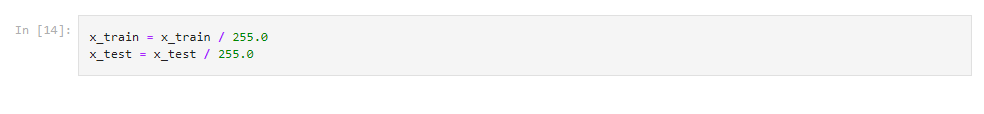 In [14]:
x_train = x_train / 255.0
x_test = x_test / 255.0